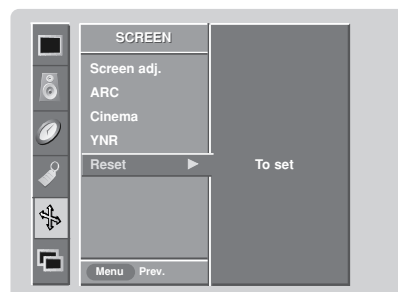 SCREEN
Screen adj.
ARC
Cinema
YNR
Reset ▶ To set
Menu Prev.